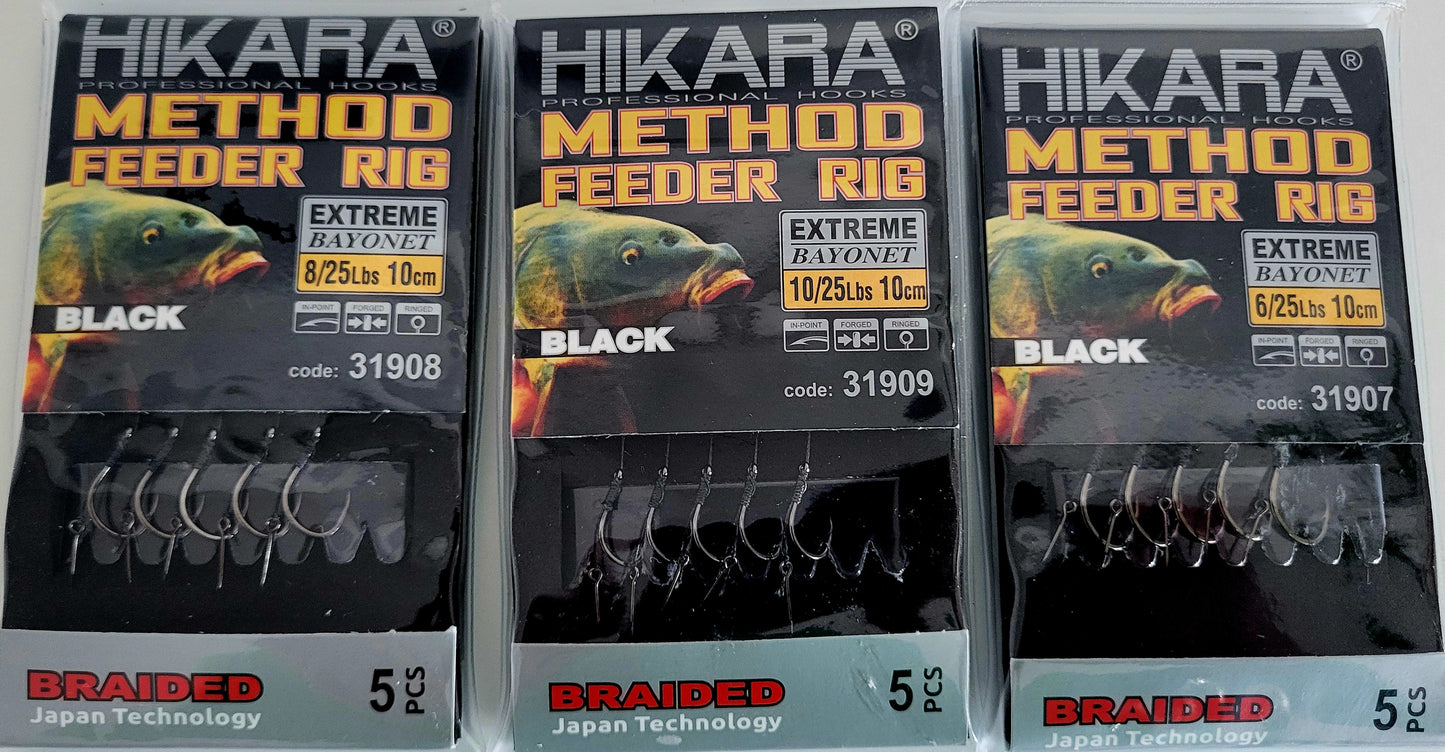 HIKARA®
PROFESSIONAL HOOKS
METHOD
FEEDER RIG
EXTREME
BAYONET
8/25Lbs 10cm
IN-POINT FORGED RINGED
BLACK
code: 31908
BRAIDED
Japan Technology
5 PCS
HIKARA®
PROFESSIONAL HOOKS
METHOD
FEEDER RIG
EXTREME
BAYONET
10/25Lbs 10cm
IN-POINT FORGED RINGED
BLACK
code: 31909
BRAIDED
Japan Technology
5 PCS
HIKARA®
PROFESSIONAL HOOKS
METHOD
FEEDER RIG
EXTREME
BAYONET
6/25Lbs 10cm
IN-POINT FORGED RINGED
BLACK
code: 31907
BRAIDED
Japan Technology
5 PCS